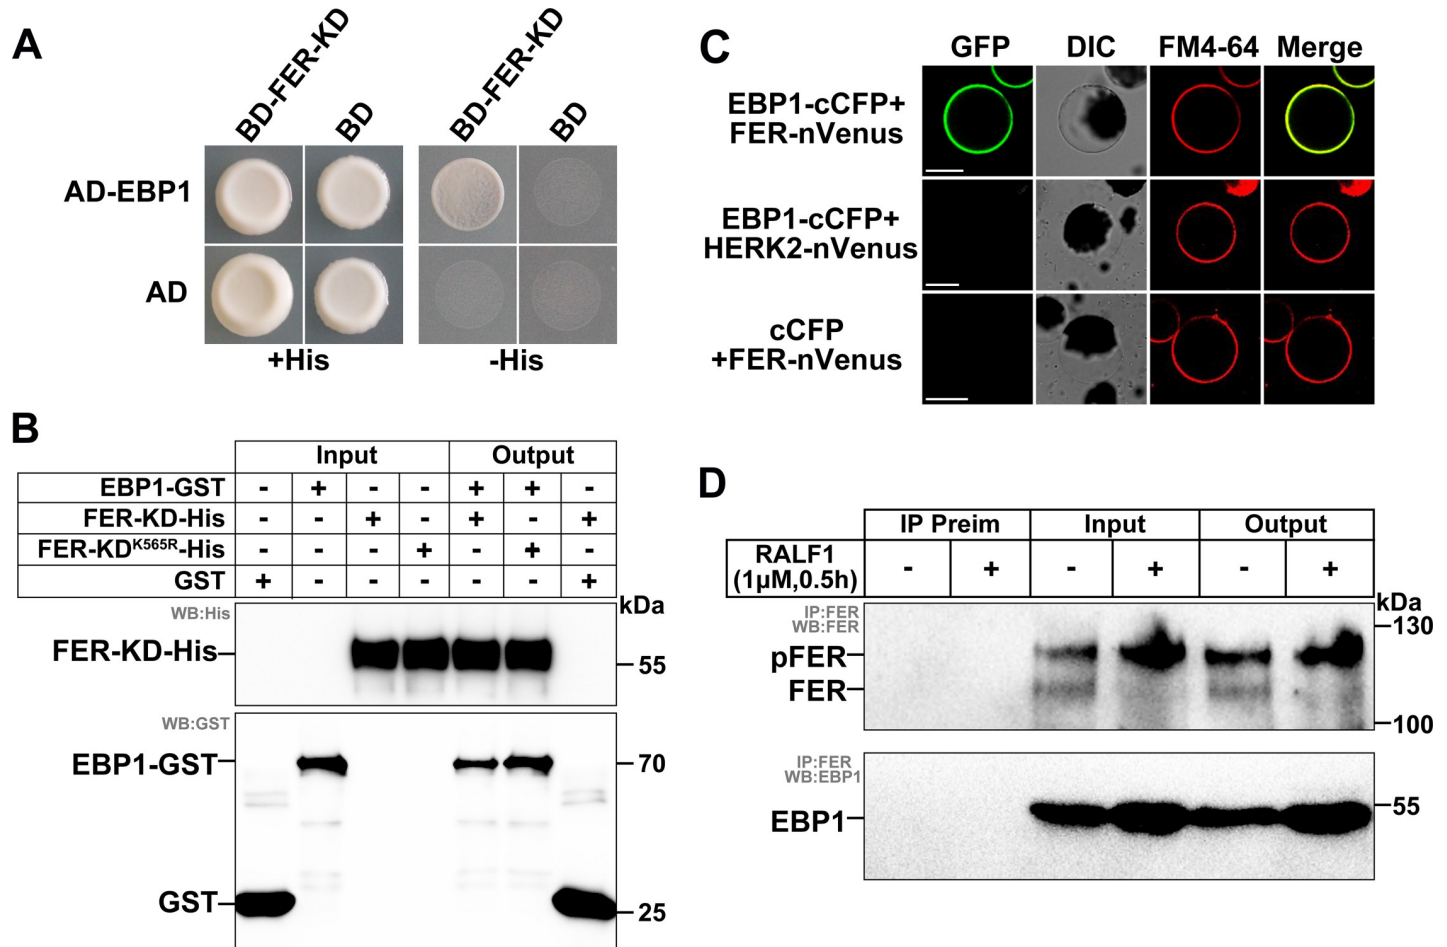 A
BD-FER-KD
BD
BD-FER-KD
BD
AD-EBP1
AD
+His
-His
B
Input
Output
EBP1-GST
- + - - + + -
FER-KD-His
- - + - + - +
FER-KDK565R-His
- - - + - + -
GST
+ - - - - - +
WB:His
kDa
FER-KD-His
55
WB:GST
EBP1-GST
70
GST
25
C
GFP
DIC
FM4-64
Merge
EBP1-cCFP+
FER-nVenus
EBP1-cCFP+
HERK2-nVenus
cCFP
+FER-nVenus
D
IP Preim
Input
Output
RALF1
(1μM,0.5h)
- + - + - +
IP:FER
WB:FER
kDa
130
pFER
FER
100
IP:FER
WB:EBP1
55
EBP1